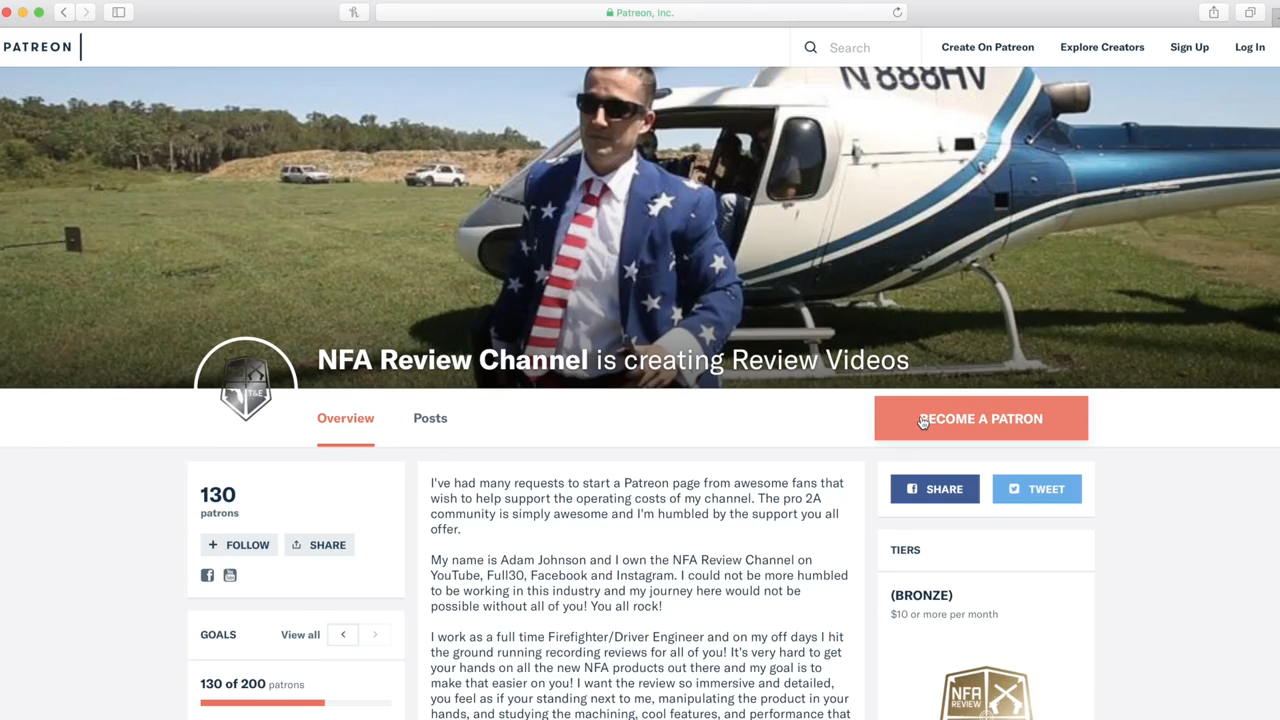 Patreon, Inc.
PATREON
Search
Create On Patreon
Explore Creators
Sign Up
Log In
N888HV
NFA Review Channel is creating Review Videos
T&E
Overview
Posts
BECOME A PATRON
130
patrons
+ FOLLOW
SHARE
GOALS
View all
130 of 200 patrons
I've had many requests to start a Patreon page from awesome fans that
wish to help support the operating costs of my channel. The pro 2A
community is simply awesome and I'm humbled by the support you all
offer.
My name is Adam Johnson and I own the NFA Review Channel on
YouTube, Full30, Facebook and Instagram. I could not be more humbled
to be working in this industry and my journey here would not be
possible without all of you! You all rock!
I work as a full time Firefighter/Driver Engineer and on my off days I hit
the ground running recording reviews for all of you! It's very hard to get
your hands on all the new NFA products out there and my goal is to
make that easier on you! I want the review so immersive and detailed,
you feel as if your standing next to me, manipulating the product in your
hands, and studying the machining, cool features, and performance that
SHARE
TWEET
TIERS
(BRONZE)
$10 or more per month
NFA
REVIEW